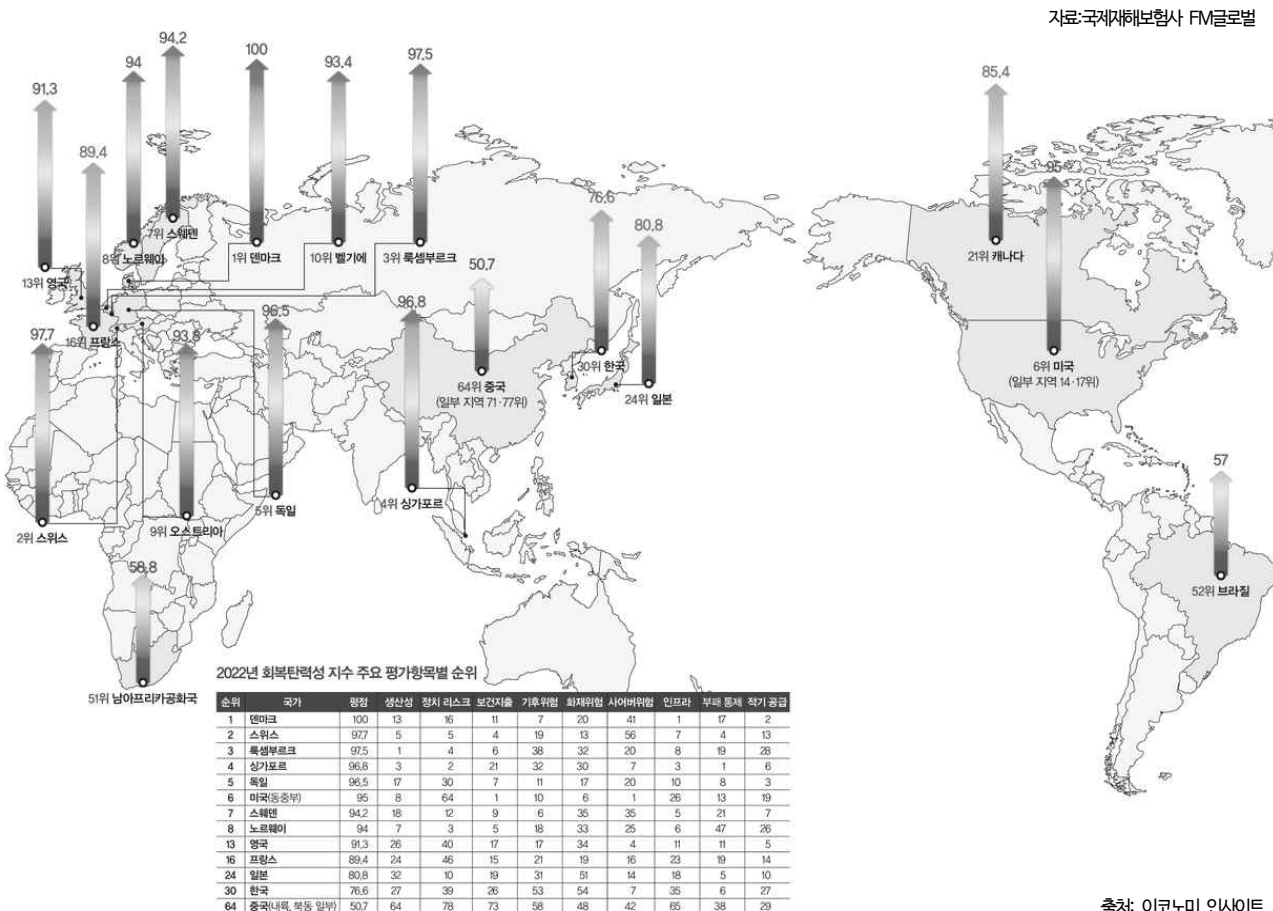 자료:국제재해보험사 FM글로벌
94.2
100
97.5
94
93.4
91.3
85.4
89.4
95
76.6
80.8
7위 스웨덴
8위 노르웨이
1위 덴마크
10위 벨기에
3위 룩셈부르크
21위 캐나다
13위 영국
50.7
96.8
96.5
97.7
93.8
16위 프랑스
30위 한국
6위 미국
(일부 지역 14·17위)
64위 중국
(일부 지역 71·77위)
24위 일본
57
5위 독일
4위 싱가포르
9위 오스트리아
2위 스위스
58.8
52위 브라질
51위 남아프리카공화국
2022년 회복탄력성 지수 주요 평가항목별 순위
순위 국가 평점 생산성 정치 리스크 보건지출 기후위험 화재위험 사이버위험 인프라 부패 통제 적기 공급
1 덴마크 100 13 16 11 7 20 41 1 17 2
2 스위스 97.7 5 5 4 19 13 56 7 4 13
3 룩셈부르크 97.5 1 4 6 38 32 20 8 19 28
4 싱가포르 96.8 3 2 21 32 30 7 3 1 6
5 독일 96.5 17 30 7 11 17 20 10 8 3
6 미국(동중부) 95 8 64 1 10 6 1 26 13 19
7 스웨덴 94.2 18 12 9 6 35 35 5 21 7
8 노르웨이 94 7 3 5 18 33 25 6 47 26
13 영국 91.3 26 40 17 17 34 4 11 11 5
16 프랑스 89.4 24 46 15 21 19 16 23 19 14
24 일본 80.8 32 10 19 31 51 14 18 5 10
30 한국 76.6 27 39 26 53 54 7 35 6 27
64 중국(내륙, 북동 일부) 50.7 64 78 73 58 48 42 65 38 29
출처: 이코노미 인사이트